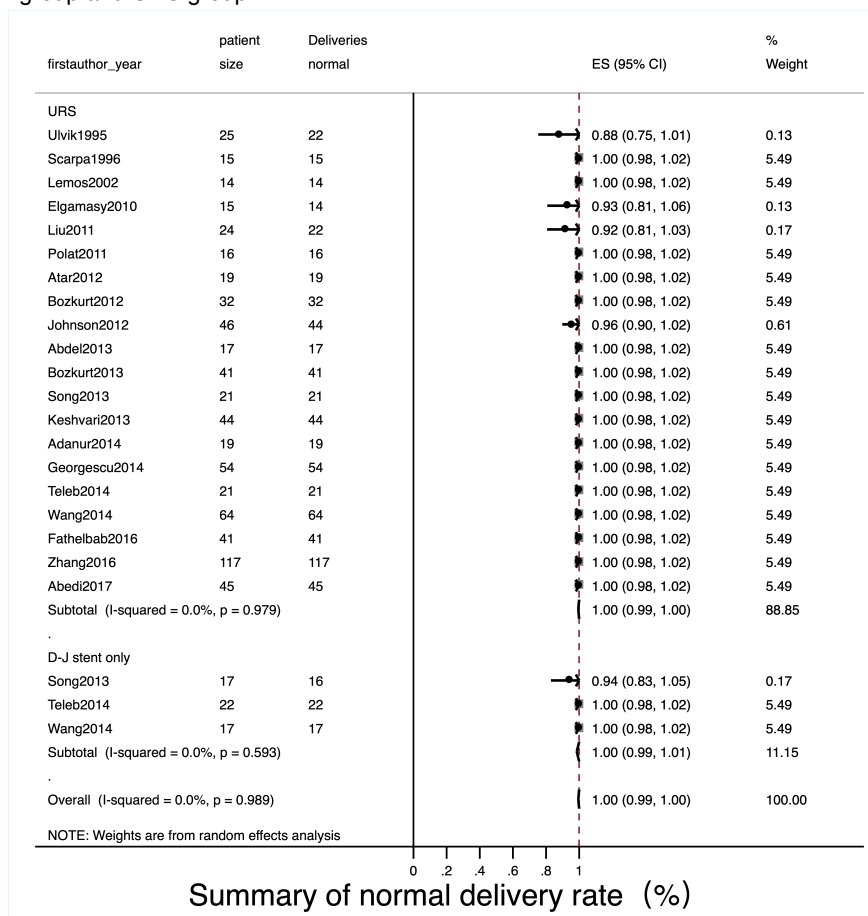 patient Deliveries %
firstauthor_year size normal ES (95% CI) Weight
URS
Ulvik1995 25 22 0.88 (0.75, 1.01) 0.13
Scarpa1996 15 15 1.00 (0.98, 1.02) 5.49
Lemos2002 14 14 1.00 (0.98, 1.02) 5.49
Elgamasy2010 15 14 0.93 (0.81, 1.06) 0.13
Liu2011 24 22 0.92 (0.81, 1.03) 0.17
Polat2011 16 16 1.00 (0.98, 1.02) 5.49
Atar2012 19 19 1.00 (0.98, 1.02) 5.49
Bozkurt2012 32 32 1.00 (0.98, 1.02) 5.49
Johnson2012 46 44 0.96 (0.90, 1.02) 0.61
Abdel2013 17 17 1.00 (0.98, 1.02) 5.49
Bozkurt2013 41 41 1.00 (0.98, 1.02) 5.49
Song2013 21 21 1.00 (0.98, 1.02) 5.49
Keshvari2013 44 44 1.00 (0.98, 1.02) 5.49
Adanur2014 19 19 1.00 (0.98, 1.02) 5.49
Georgescu2014 54 54 1.00 (0.98, 1.02) 5.49
Teleb2014 21 21 1.00 (0.98, 1.02) 5.49
Wang2014 64 64 1.00 (0.98, 1.02) 5.49
Fathelbab2016 41 41 1.00 (0.98, 1.02) 5.49
Zhang2016 117 117 1.00 (0.98, 1.02) 5.49
Abedi2017 45 45 1.00 (0.98, 1.02) 5.49
Subtotal (I-squared = 0.0%, p = 0.979) 1.00 (0.99, 1.00) 88.85
.
D-J stent only
Song2013 17 16 0.94 (0.83, 1.05) 0.17
Teleb2014 22 22 1.00 (0.98, 1.02) 5.49
Wang2014 17 17 1.00 (0.98, 1.02) 5.49
Subtotal (I-squared = 0.0%, p = 0.593) 1.00 (0.99, 1.01) 11.15
.
Overall (I-squared = 0.0%, p = 0.989) 1.00 (0.99, 1.00) 100.00
NOTE: Weights are from random effects analysis
0 .2 .4 .6 .8 1
Summary of normal delivery rate (%)